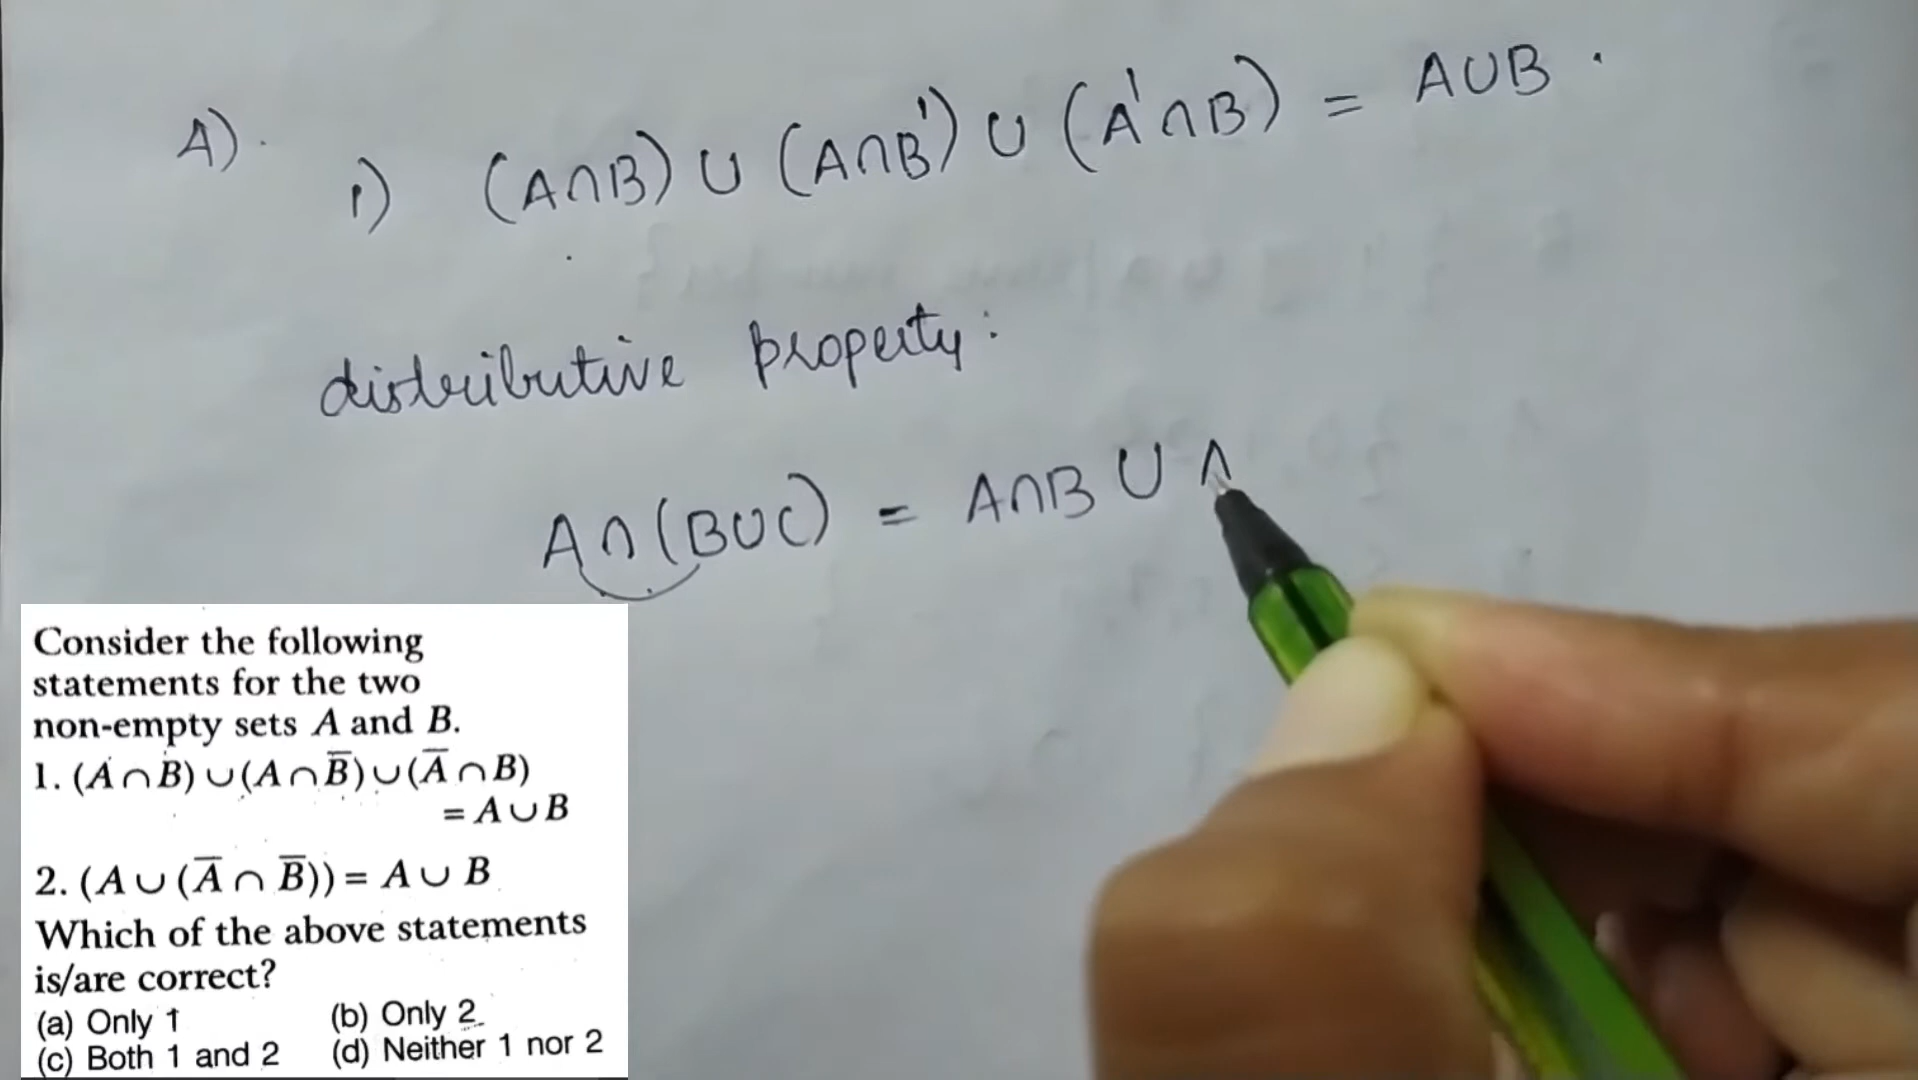 A).
1) (A∩B) ∪ (A∩B') ∪ (A'∩B) = A∪B .
distributive property:
A∩(B∪C) = A∩B ∪ A
Consider the following
statements for the two
non-empty sets A and B.
1. (A∩B)∪(A∩B̅)∪(A̅∩B)
= A∪B
2. (A∪(A̅∩B̅)) = A∪B
Which of the above statements
is/are correct?
(a) Only 1 (b) Only 2
(c) Both 1 and 2 (d) Neither 1 nor 2